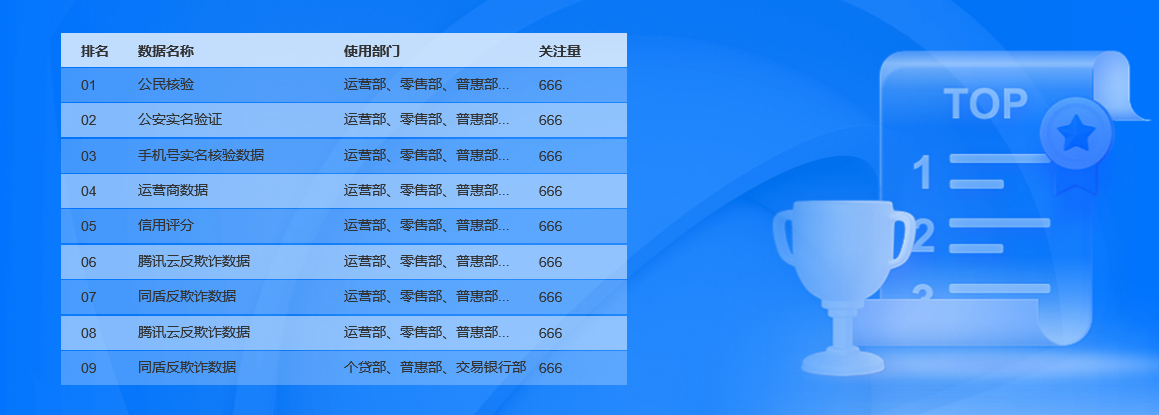 排名 数据名称 使用部门 关注量
01 公民核验 运营部、零售部、普惠部... 666
02 公安实名验证 运营部、零售部、普惠部... 666
03 手机号实名核验数据 运营部、零售部、普惠部... 666
04 运营商数据 运营部、零售部、普惠部... 666
05 信用评分 运营部、零售部、普惠部... 666
06 腾讯云反欺诈数据 运营部、零售部、普惠部... 666
07 同盾反欺诈数据 运营部、零售部、普惠部... 666
08 腾讯云反欺诈数据 运营部、零售部、普惠部... 666
09 同盾反欺诈数据 个贷部、普惠部、交易银行部 666
TOP
1
2
3